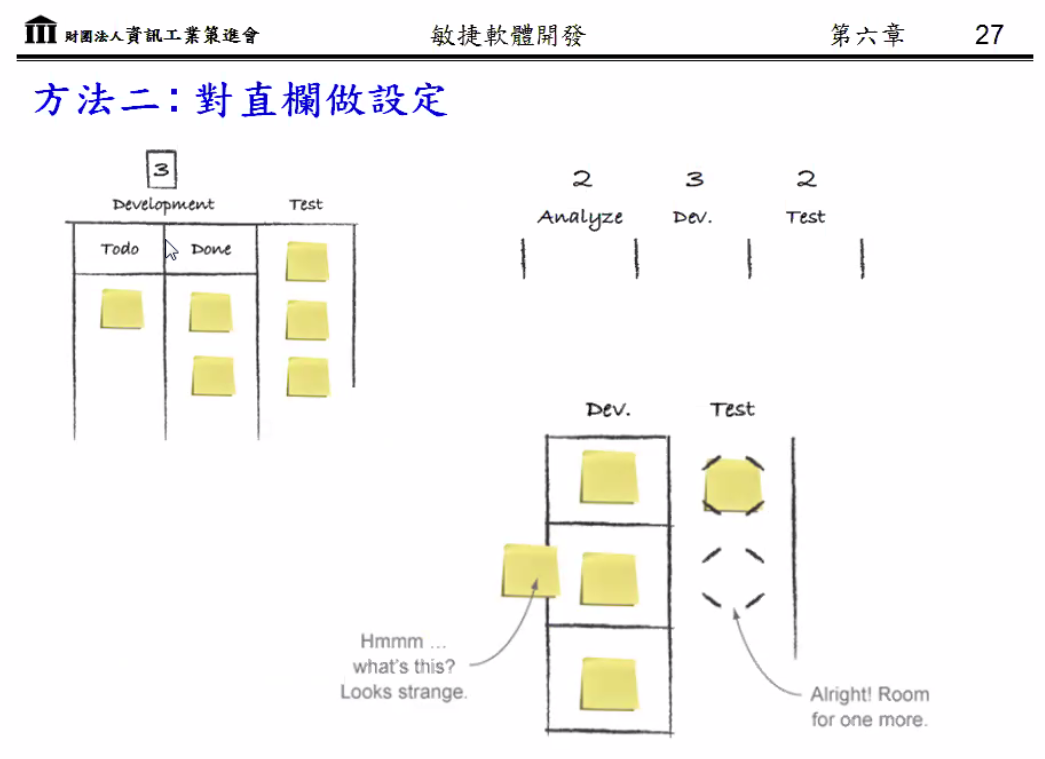 財團法人資訊工業策進會 敏捷軟體開發 第六章 27
方法二：對直欄做設定
3
Development Test
Todo Done
2 3 2
Analyze Dev. Test
Dev. Test
Hmmm ...
what's this?
Looks strange.
Alright! Room
for one more.